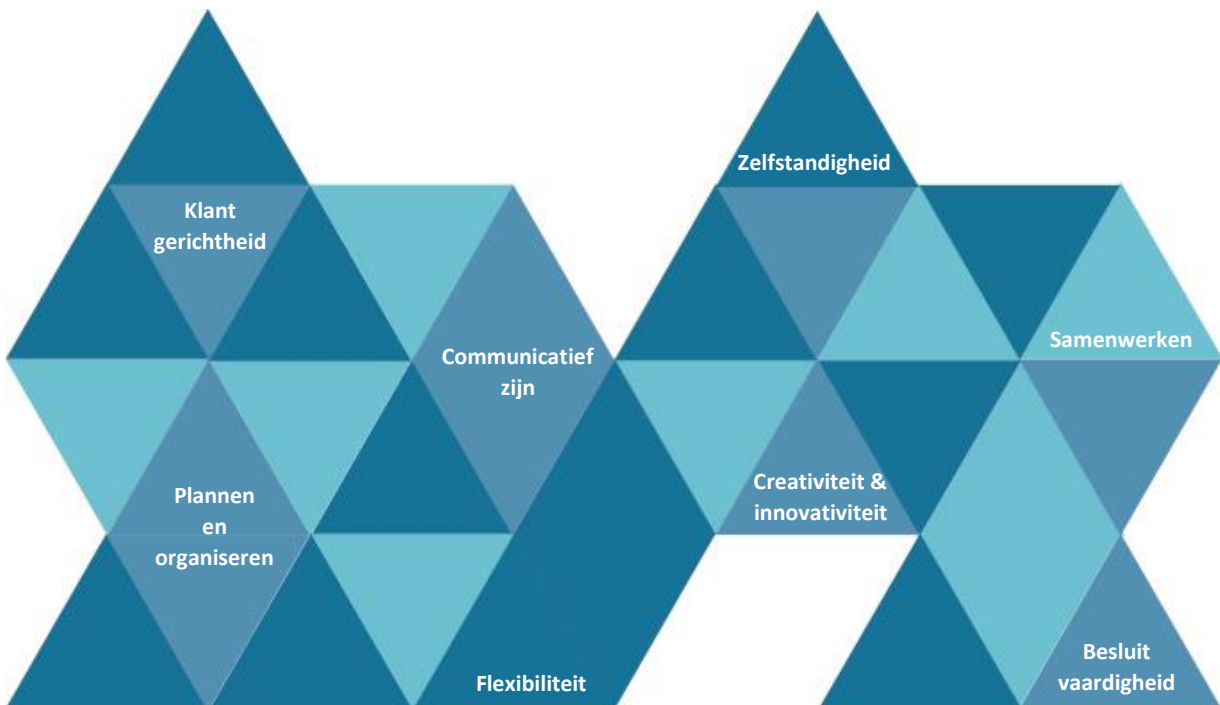 Zelfstandigheid
Klant
gerichtheid
Samenwerken
Communicatief
zijn
Creativiteit &
innovativiteit
Plannen
en
organiseren
Besluit
vaardigheid
Flexibiliteit